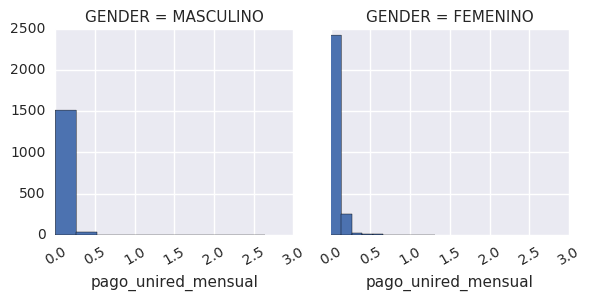 GENDER = MASCULINO
GENDER = FEMENINO
2500
2000
1500
1000
500
0
0.0 0.5 1.0 1.5 2.0 2.5 3.0
0.0 0.5 1.0 1.5 2.0 2.5 3.0
pago_unired_mensual
pago_unired_mensual